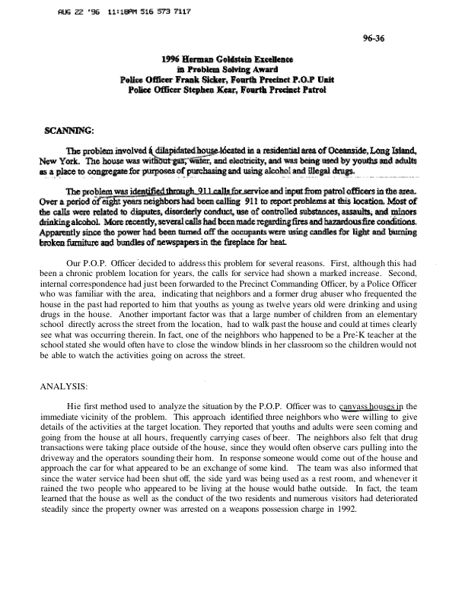 AUG 22 '96 11:18AM 516 573 7117
96-36
1996 Herman Goldstein Excellence
in Problem Solving Award
Police Officer Frank Sicker, Fourth Precinct P.O.P Unit
Police Officer Stephen Kear, Fourth Precinct Patrol
SCANNING:
The problem involved a dilapidated house located in a residential area of Oceanside, Long Island,
New York. The house was without gas, water, and electricity, and was being used by youths and adults
as a place to congregate for purposes of purchasing and using alcohol and illegal drugs.
The problem was identified through 911 calls for service and input from patrol officers in the area.
Over a period of eight years neighbors had been calling 911 to report problems at this location. Most
of the calls were related to disputes, disorderly conduct, use of controlled substances, assaults, and minors
drinking alcohol. More recently, several calls had been made regarding fires and hazardous fire conditions.
Apparently since the power had been turned off the occupants were using candles for light and burning
broken furniture and bundles of newspapers in the fireplace for heat.
Our P.O.P. Officer decided to address this problem for several reasons. First, although this had
been a chronic problem location for years, the calls for service had shown a marked increase. Second,
internal correspondence had just been forwarded to the Precinct Commanding Officer, by a Police Officer
who was familiar with the area, indicating that neighbors and a former drug abuser who frequented the
house in the past had reported to him that youths as young as twelve years old were drinking and using
drugs in the house. Another important factor was that a large number of children from an elementary
school directly across the street from the location, had to walk past the house and could at times clearly
see what was occurring therein. In fact, one of the neighbors who happened to be a Pre-K teacher at the
school stated she would often have to close the window blinds in her classroom so the children would not
be able to watch the activities going on across the street.
ANALYSIS:
Hie first method used to analyze the situation by the P.O.P. Officer was to canvass houses in the
immediate vicinity of the problem. This approach identified three neighbors who were willing to give
details of the activities at the target location. They reported that youths and adults were seen coming and
going from the house at all hours, frequently carrying cases of beer. The neighbors also felt that drug
transactions were taking place outside of the house, since they would often observe cars pulling into the
driveway and the operators sounding their horn. In response someone would come out of the house and
approach the car for what appeared to be an exchange of some kind. The team was also informed that
since the water service had been shut off, the side yard was being used as a rest room, and whenever it
rained the two people who appeared to be living at the house would bathe outside. In fact, the team
learned that the house as well as the conduct of the two residents and numerous visitors had deteriorated
steadily since the property owner was arrested on a weapons possession charge in 1992.